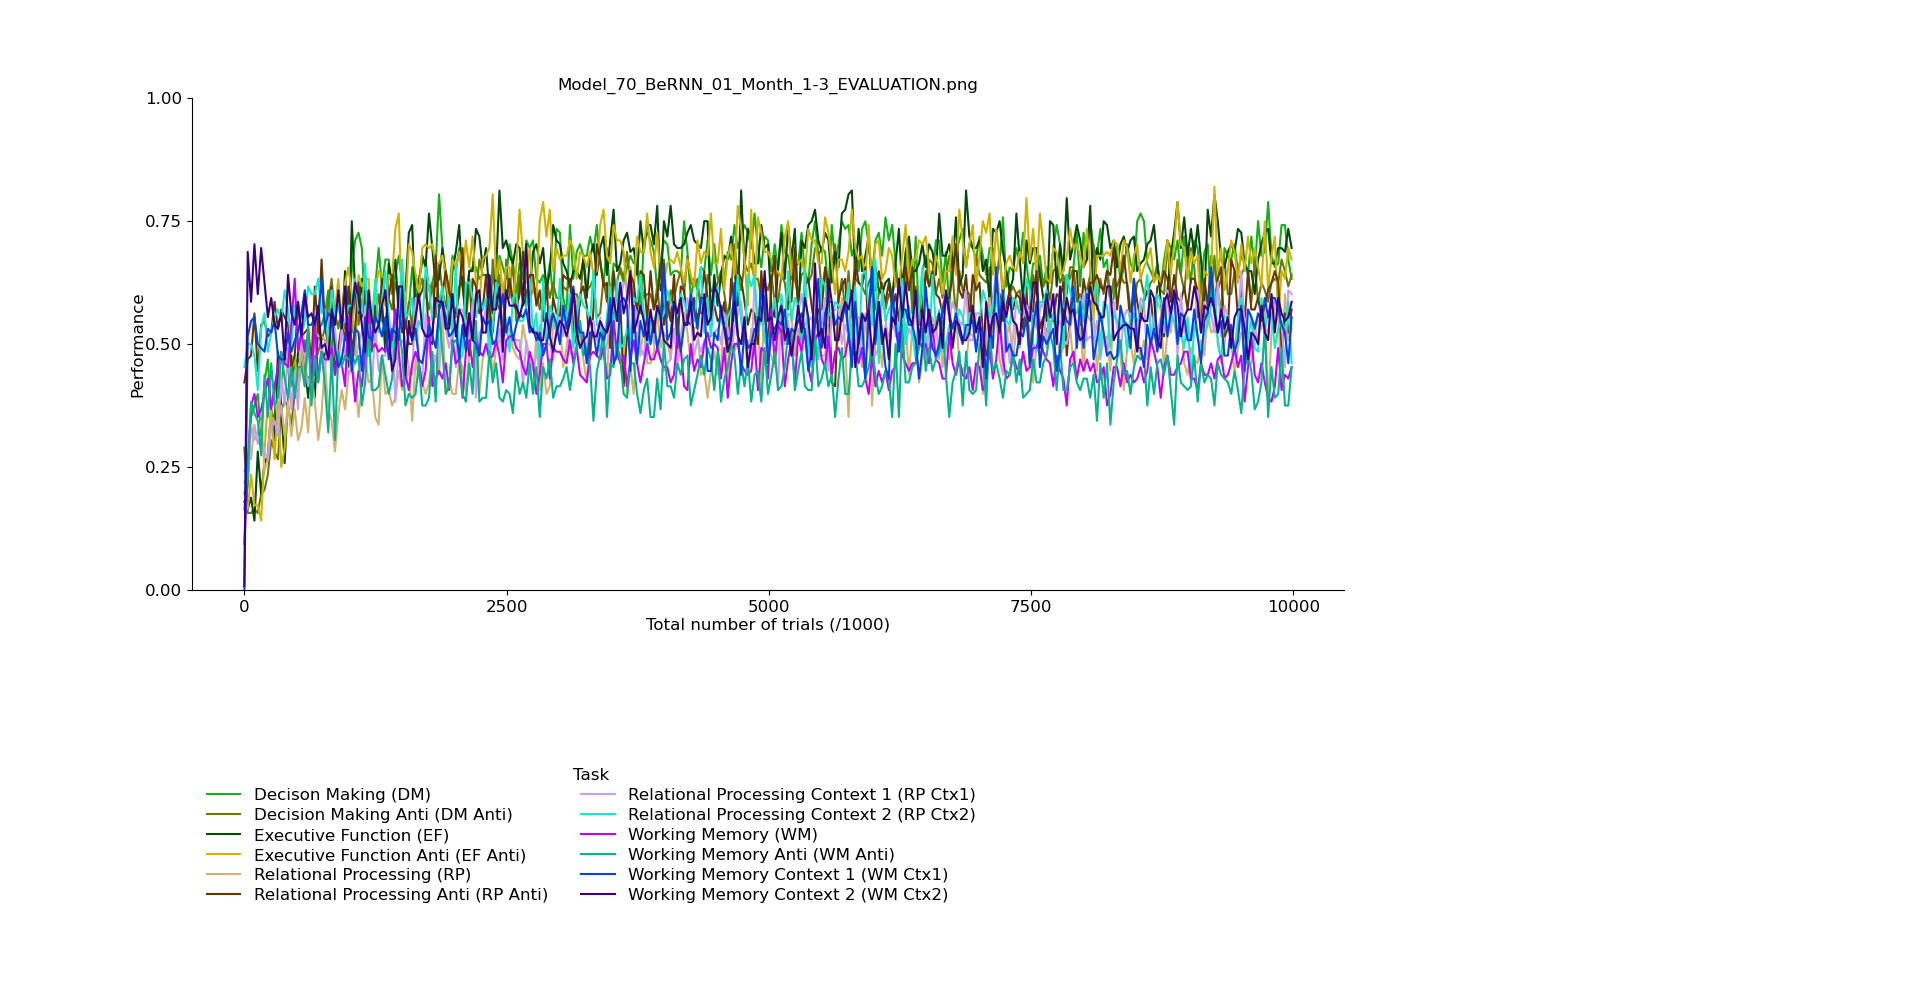 Model_70_BeRNN_01_Month_1-3_EVALUATION.png
1.00
0.75
0.50
0.25
0.00
Performance
0 2500 5000 7500 10000
Total number of trials (/1000)
Task
Decison Making (DM)
Decision Making Anti (DM Anti)
Executive Function (EF)
Executive Function Anti (EF Anti)
Relational Processing (RP)
Relational Processing Anti (RP Anti)
Relational Processing Context 1 (RP Ctx1)
Relational Processing Context 2 (RP Ctx2)
Working Memory (WM)
Working Memory Anti (WM Anti)
Working Memory Context 1 (WM Ctx1)
Working Memory Context 2 (WM Ctx2)